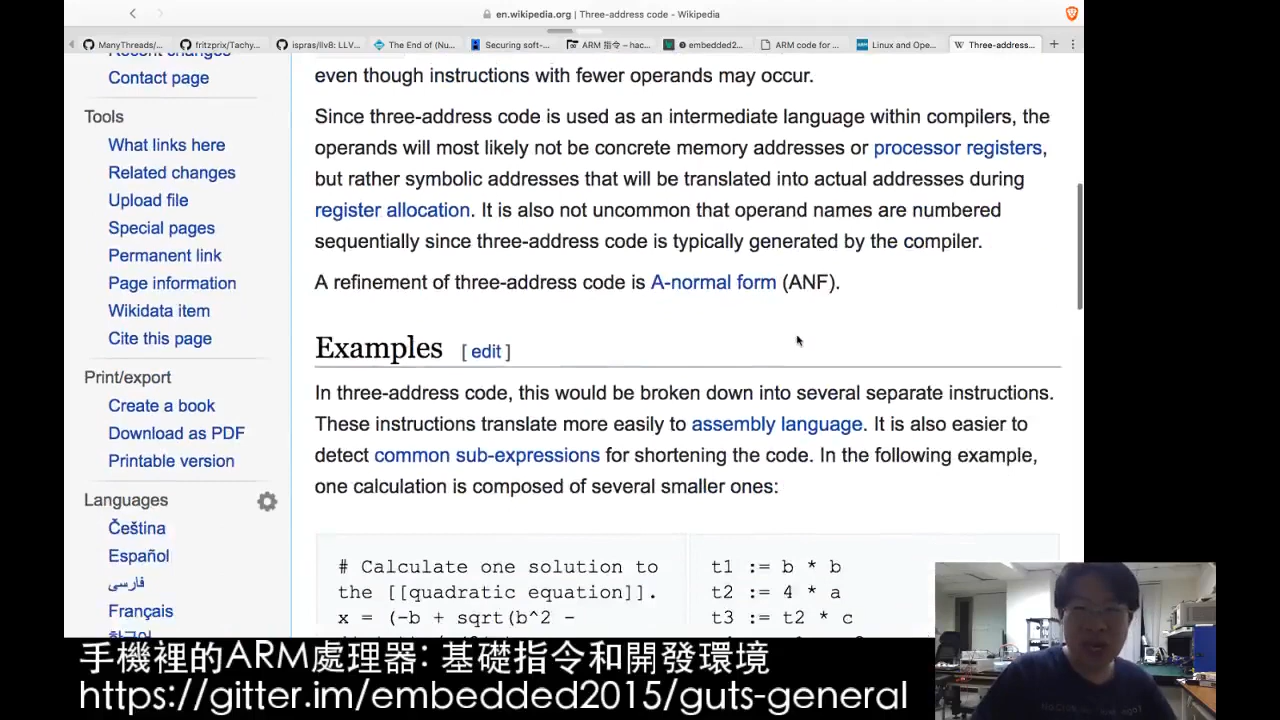 en.wikipedia.org | Three-address code - Wikipedia
ManyThreads/... fritzprix/Tachy... ispras/llv8: LLV... The End of (Nu... Securing soft-... ARM 指令 – hac... embedded2... ARM code for ... Linux and Ope... Three-address...
Recent changes
Contact page
Tools
What links here
Related changes
Upload file
Special pages
Permanent link
Page information
Wikidata item
Cite this page
Print/export
Create a book
Download as PDF
Printable version
Languages
Čeština
Español
فارسی
Français
한국어
even though instructions with fewer operands may occur.
Since three-address code is used as an intermediate language within compilers, the
operands will most likely not be concrete memory addresses or processor registers,
but rather symbolic addresses that will be translated into actual addresses during
register allocation. It is also not uncommon that operand names are numbered
sequentially since three-address code is typically generated by the compiler.
A refinement of three-address code is A-normal form (ANF).
Examples [ edit ]
In three-address code, this would be broken down into several separate instructions.
These instructions translate more easily to assembly language. It is also easier to
detect common sub-expressions for shortening the code. In the following example,
one calculation is composed of several smaller ones:
# Calculate one solution to
the [[quadratic equation]].
x = (-b + sqrt(b^2 -
t1 := b * b
t2 := 4 * a
t3 := t2 * c
手機裡的ARM處理器: 基礎指令和開發環境
https://gitter.im/embedded2015/guts-general